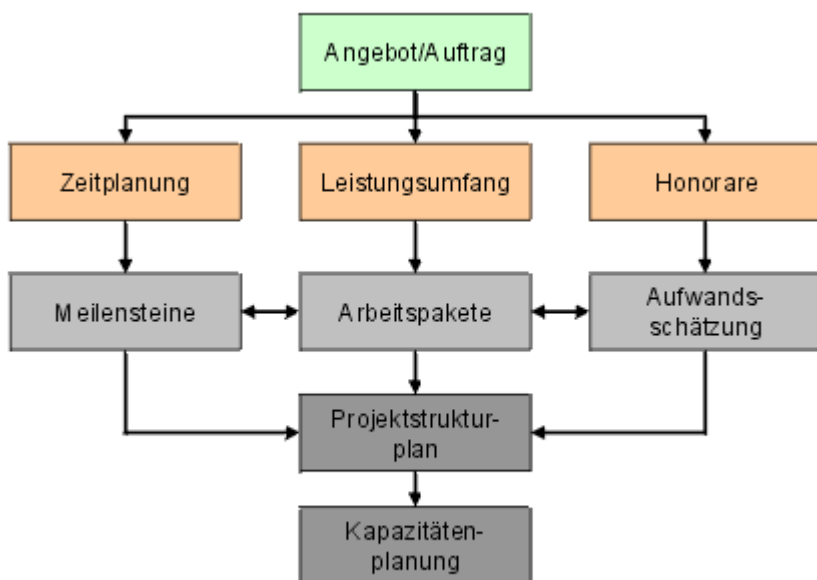 Angebot/Auftrag
Zeitplanung
Leistungsumfang
Honorare
Meilensteine
Arbeitspakete
Aufwands-
schätzung
Projektstruktur-
plan
Kapazitäten-
planung